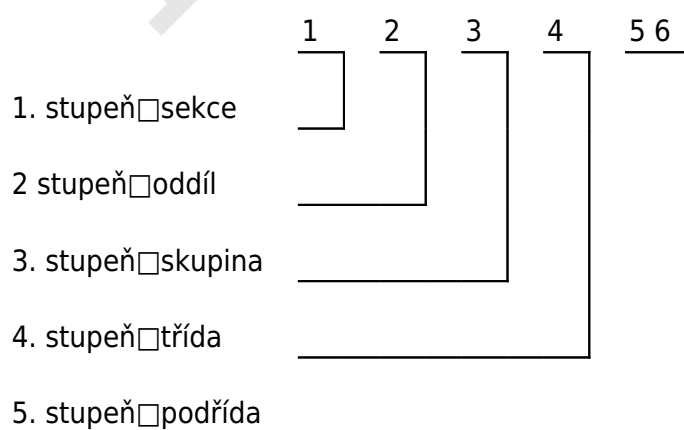 1 2 3 4 5 6
1. stupeň□sekce
2 stupeň□oddíl
3. stupeň□skupina
4. stupeň□třída
5. stupeň□podřída